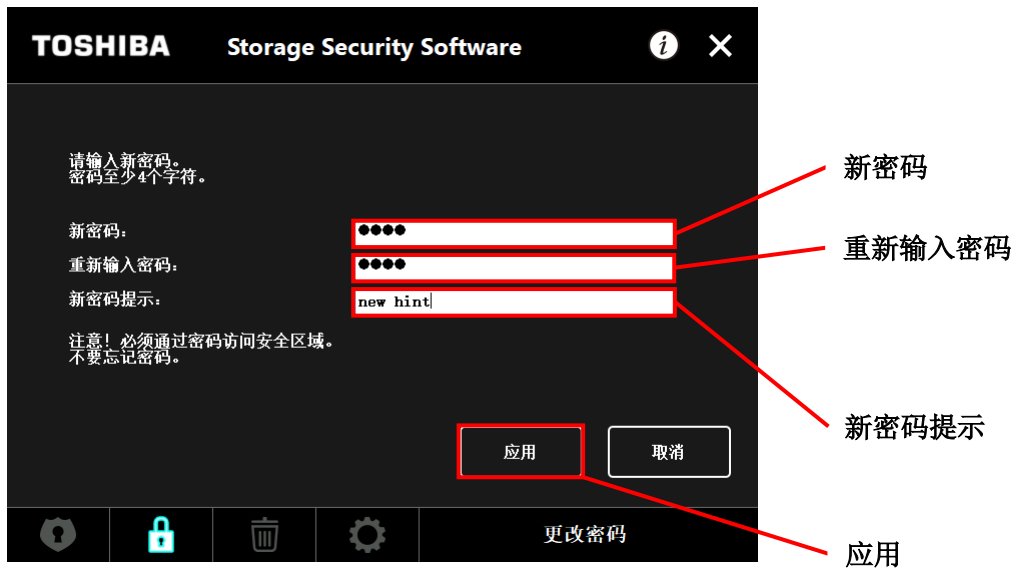 TOSHIBA Storage Security Software
请输入新密码。
密码至少4个字符。
新密码
新密码：
重新输入密码
重新输入密码：
新密码提示： new hint
注意！必须通过密码访问安全区域。
不要忘记密码。
新密码提示
应用 取消
更改密码
应用